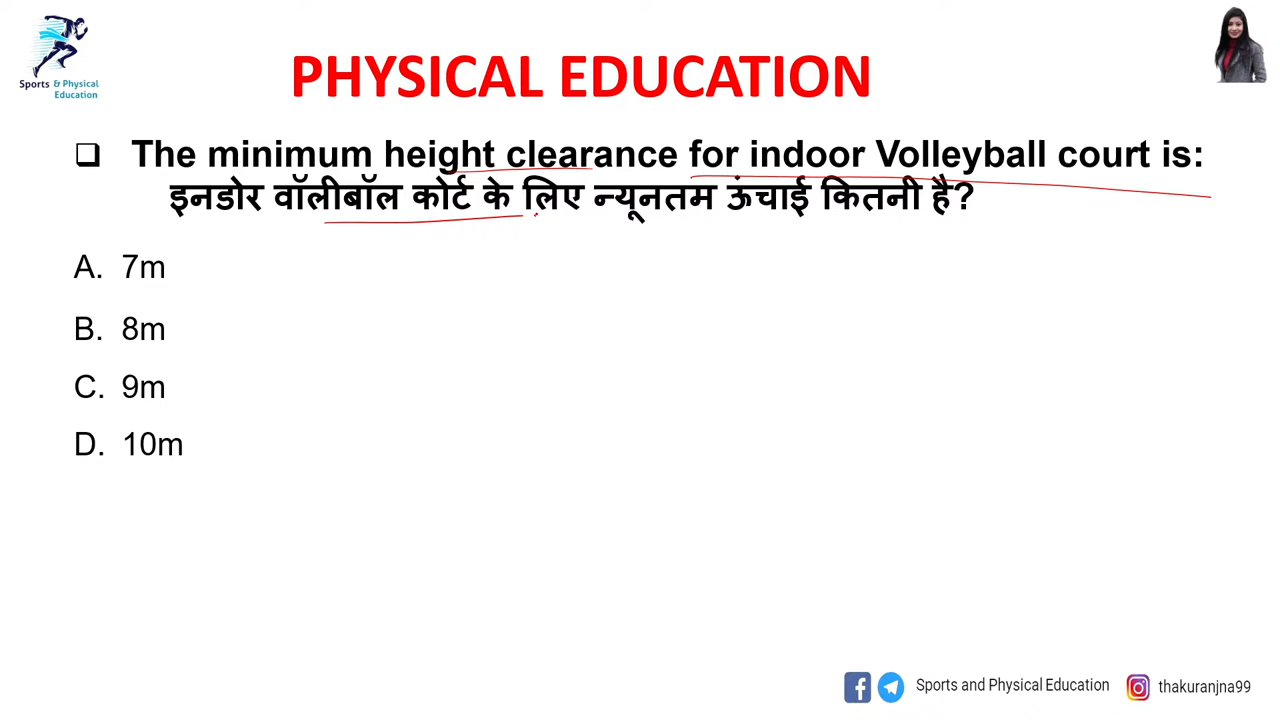 Sports & Physical
Education
PHYSICAL EDUCATION
The minimum height clearance for indoor Volleyball court is:
इनडोर वॉलीबॉल कोर्ट के लिए न्यूनतम ऊंचाई कितनी है?
A. 7m
B. 8m
C. 9m
D. 10m
Sports and Physical Education thakuranjna99